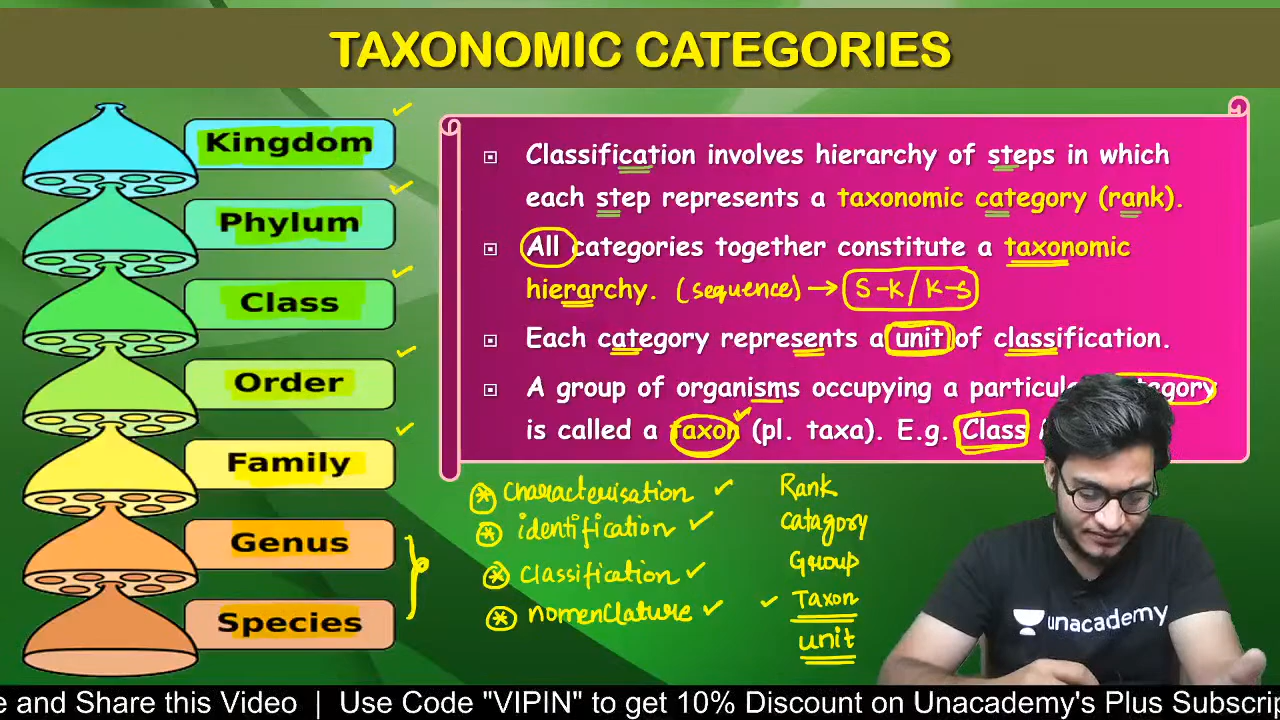 TAXONOMIC CATEGORIES
Kingdom
Phylum
Class
Order
Family
Genus
Species
Classification involves hierarchy of steps in which
each step represents a taxonomic category (rank).
All categories together constitute a taxonomic
hierarchy. (sequence) → S-K/K-S
Each category represents a unit of classification.
A group of organisms occupying a particular category
is called a taxon (pl. taxa). E.g. Class
* Characterisation ✓
* identification ✓
* Classification ✓
* nomenclature ✓
Rank
Catagory
Group
✓ Taxon
unit
unacademy
e and Share this Video | Use Code "VIPIN" to get 10% Discount on Unacademy's Plus Subscrip